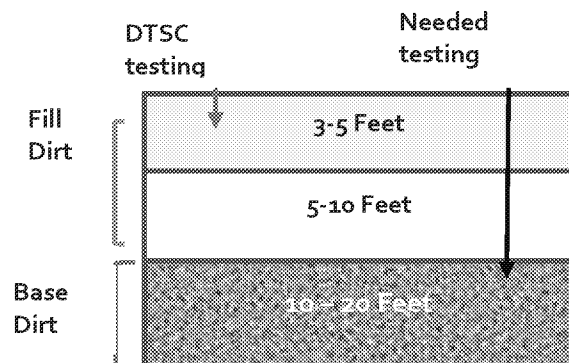 DTSC
testing
Needed
testing
Fill
Dirt
3-5 Feet
5-10 Feet
Base
Dirt
10 – 20 Feet